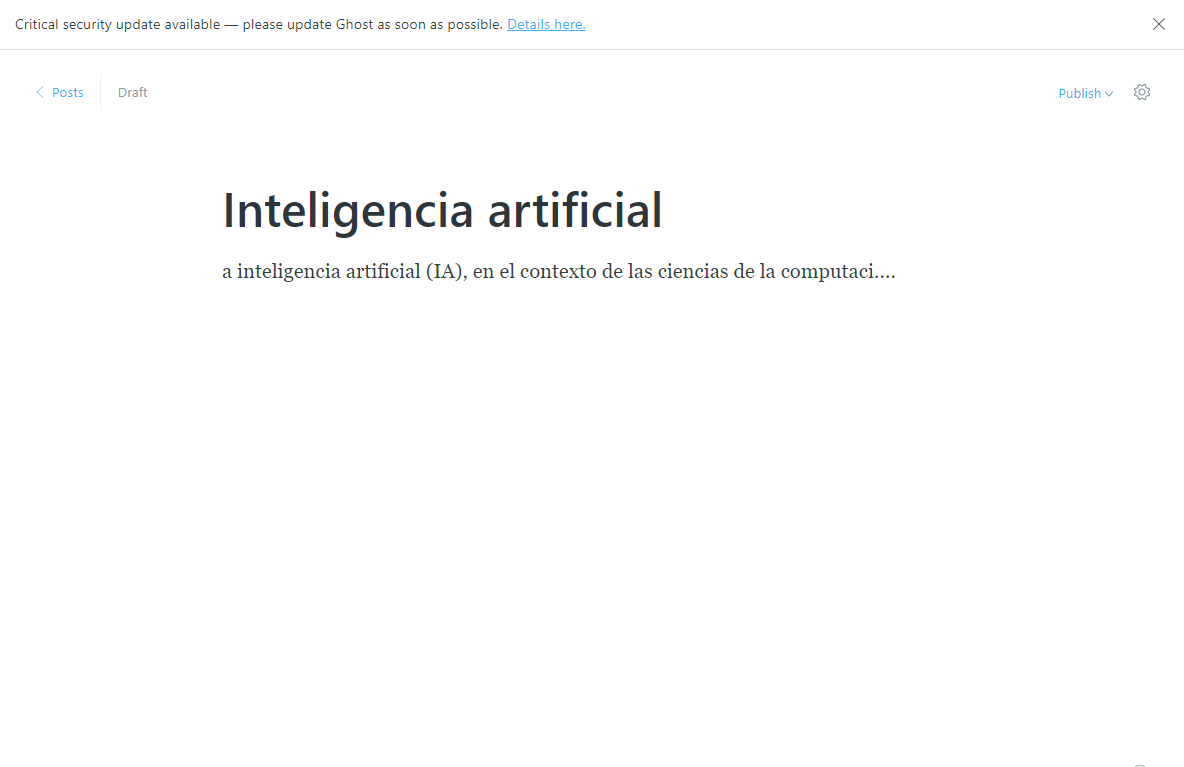 Critical security update available — please update Ghost as soon as possible. Details here.
Posts
Draft
Publish
Inteligencia artificial
a inteligencia artificial (IA), en el contexto de las ciencias de la computaci....